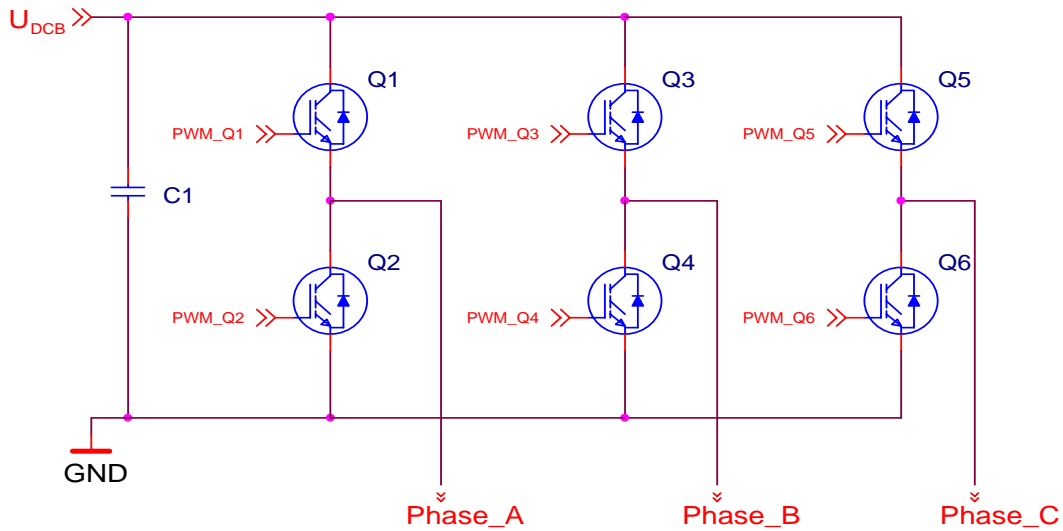 UDCB
Q1
Q3
Q5
PWM_Q1
PWM_Q3
PWM_Q5
C1
Q2
Q4
Q6
PWM_Q2
PWM_Q4
PWM_Q6
GND
Phase_A
Phase_B
Phase_C